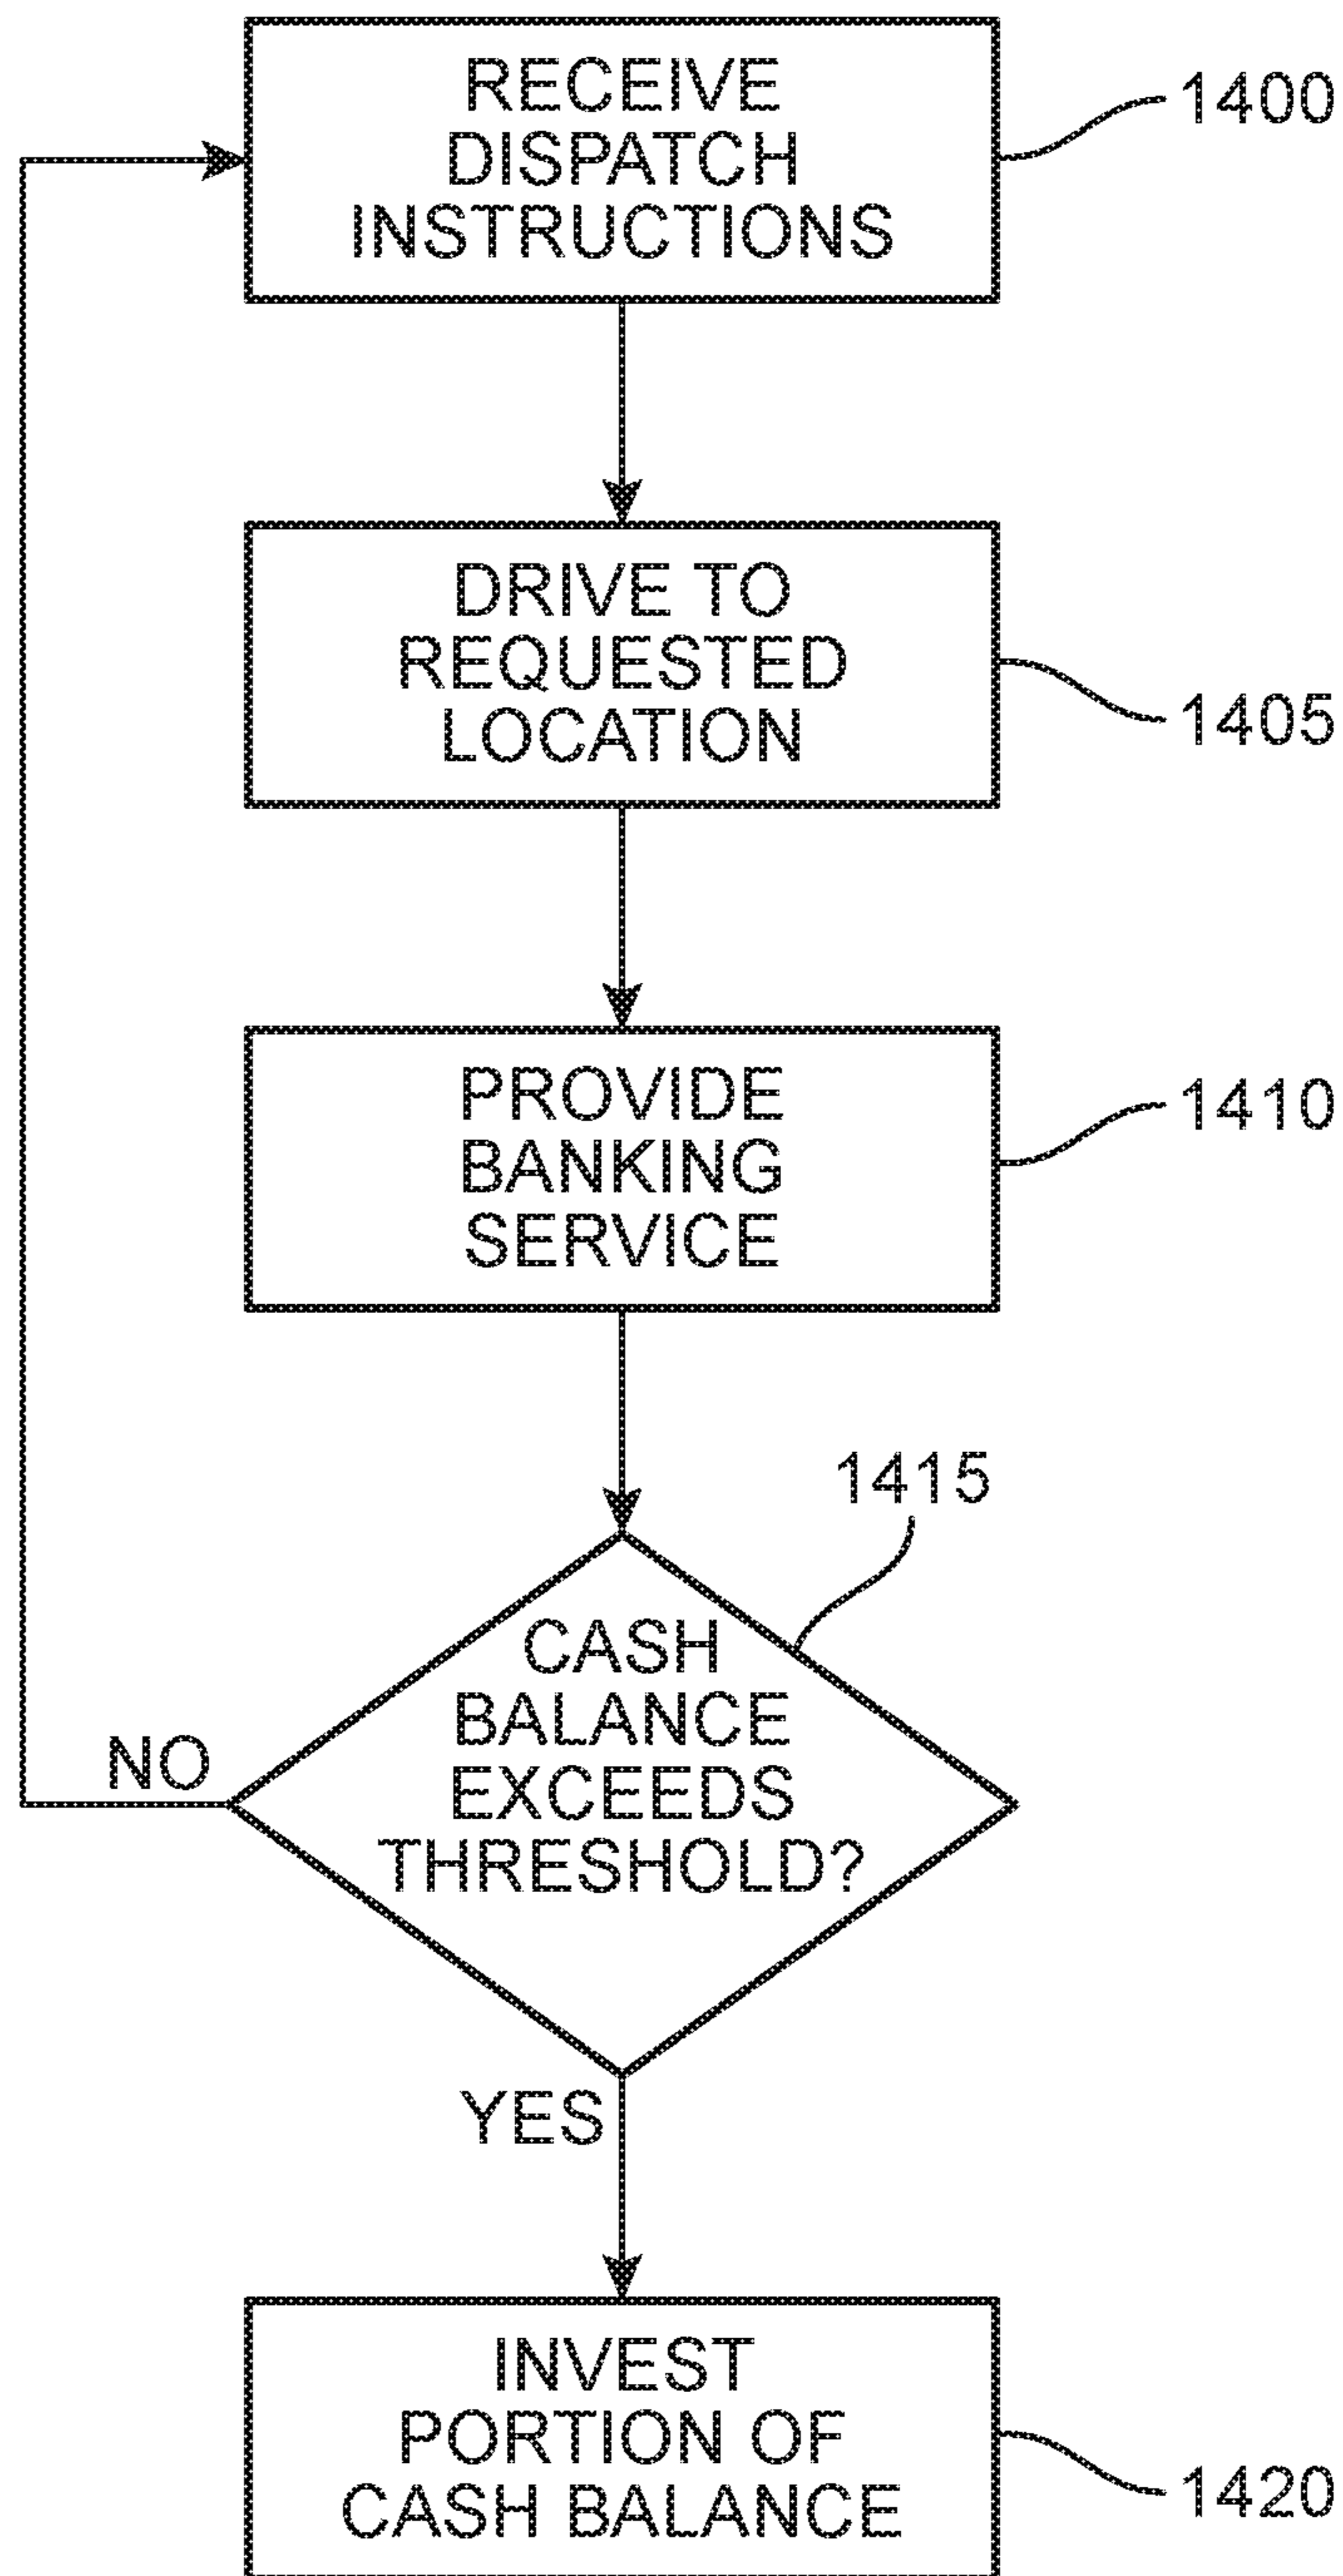 RECEIVE
DISPATCH
INSTRUCTIONS
1400
DRIVE TO
REQUESTED
LOCATION
1405
PROVIDE
BANKING
SERVICE
1410
1415
CASH
BALANCE
EXCEEDS
THRESHOLD?
NO
YES
INVEST
PORTION OF
CASH BALANCE
1420